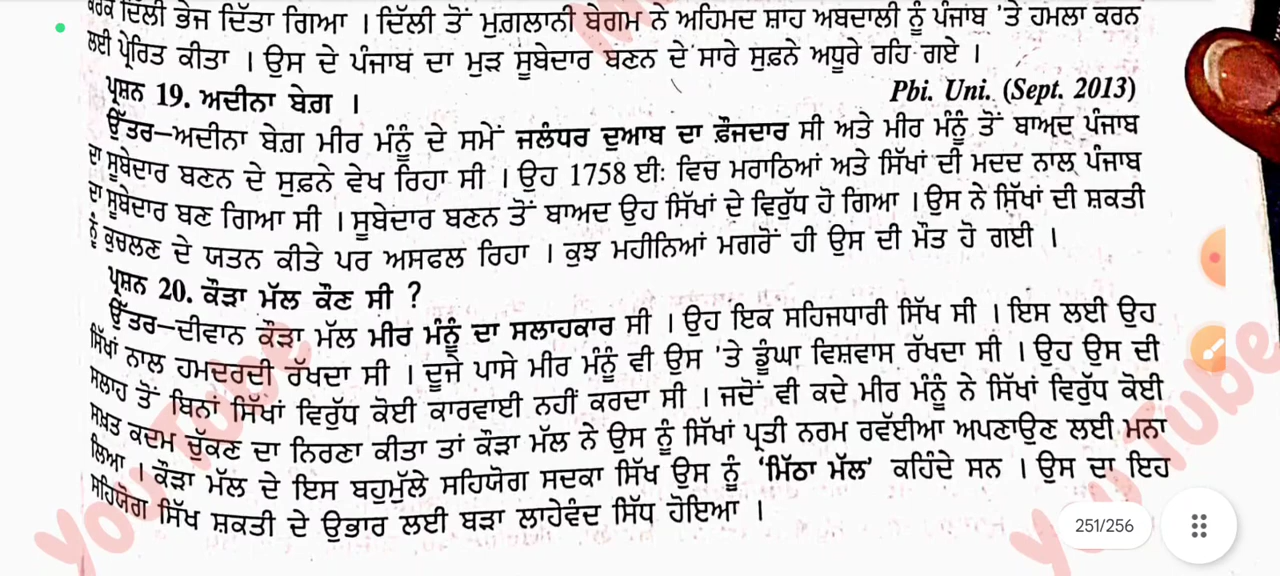 ਕਰਕੇ ਦਿੱਲੀ ਭੇਜ ਦਿੱਤਾ ਗਿਆ । ਦਿੱਲੀ ਤੋਂ ਮੁਗ਼ਲਾਨੀ ਬੇਗਮ ਨੇ ਅਹਿਮਦ ਸ਼ਾਹ ਅਬਦਾਲੀ ਨੂੰ ਪੰਜਾਬ 'ਤੇ ਹਮਲਾ ਕਰਨ
ਲਈ ਪ੍ਰੇਰਿਤ ਕੀਤਾ । ਉਸ ਦੇ ਪੰਜਾਬ ਦਾ ਮੁੜ ਸੂਬੇਦਾਰ ਬਣਨ ਦੇ ਸਾਰੇ ਸੁਫ਼ਨੇ ਅਧੂਰੇ ਰਹਿ ਗਏ ।
ਪ੍ਰਸ਼ਨ 19. ਅਦੀਨਾ ਬੇਗ਼ । Pbi. Uni. (Sept. 2013)
ਉੱਤਰ–ਅਦੀਨਾ ਬੇਗ਼ ਮੀਰ ਮੰਨੂੰ ਦੇ ਸਮੇਂ ਜਲੰਧਰ ਦੁਆਬ ਦਾ ਫ਼ੌਜਦਾਰ ਸੀ ਅਤੇ ਮੀਰ ਮੰਨੂੰ ਤੋਂ ਬਾਅਦ ਪੰਜਾਬ
ਦਾ ਸੂਬੇਦਾਰ ਬਣਨ ਦੇ ਸੁਫ਼ਨੇ ਵੇਖ ਰਿਹਾ ਸੀ । ਉਹ 1758 ਈਃ ਵਿਚ ਮਰਾਠਿਆਂ ਅਤੇ ਸਿੱਖਾਂ ਦੀ ਮਦਦ ਨਾਲ ਪੰਜਾਬ
ਦਾ ਸੂਬੇਦਾਰ ਬਣ ਗਿਆ ਸੀ । ਸੂਬੇਦਾਰ ਬਣਨ ਤੋਂ ਬਾਅਦ ਉਹ ਸਿੱਖਾਂ ਦੇ ਵਿਰੁੱਧ ਹੋ ਗਿਆ । ਉਸ ਨੇ ਸਿੱਖਾਂ ਦੀ ਸ਼ਕਤੀ
ਨੂੰ ਕੁਚਲਣ ਦੇ ਯਤਨ ਕੀਤੇ ਪਰ ਅਸਫਲ ਰਿਹਾ । ਕੁਝ ਮਹੀਨਿਆਂ ਮਗਰੋਂ ਹੀ ਉਸ ਦੀ ਮੌਤ ਹੋ ਗਈ ।
ਪ੍ਰਸ਼ਨ 20. ਕੌੜਾ ਮੱਲ ਕੌਣ ਸੀ ?
ਉੱਤਰ–ਦੀਵਾਨ ਕੌੜਾ ਮੱਲ ਮੀਰ ਮੰਨੂੰ ਦਾ ਸਲਾਹਕਾਰ ਸੀ । ਉਹ ਇਕ ਸਹਿਜਧਾਰੀ ਸਿੱਖ ਸੀ । ਇਸ ਲਈ ਉਹ
ਸਿੱਖਾਂ ਨਾਲ ਹਮਦਰਦੀ ਰੱਖਦਾ ਸੀ । ਦੂਜੇ ਪਾਸੇ ਮੀਰ ਮੰਨੂੰ ਵੀ ਉਸ 'ਤੇ ਡੂੰਘਾ ਵਿਸ਼ਵਾਸ ਰੱਖਦਾ ਸੀ । ਉਹ ਉਸ ਦੀ
ਸਲਾਹ ਤੋਂ ਬਿਨਾਂ ਸਿੱਖਾਂ ਵਿਰੁੱਧ ਕੋਈ ਕਾਰਵਾਈ ਨਹੀਂ ਕਰਦਾ ਸੀ । ਜਦੋਂ ਵੀ ਕਦੇ ਮੀਰ ਮੰਨੂੰ ਨੇ ਸਿੱਖਾਂ ਵਿਰੁੱਧ ਕੋਈ
ਸਖ਼ਤ ਕਦਮ ਚੁੱਕਣ ਦਾ ਨਿਰਣਾ ਕੀਤਾ ਤਾਂ ਕੌੜਾ ਮੱਲ ਨੇ ਉਸ ਨੂੰ ਸਿੱਖਾਂ ਪ੍ਰਤੀ ਨਰਮ ਰਵੱਈਆ ਅਪਣਾਉਣ ਲਈ ਮਨਾ
ਲਿਆ । ਕੌੜਾ ਮੱਲ ਦੇ ਇਸ ਬਹੁਮੁੱਲੇ ਸਹਿਯੋਗ ਸਦਕਾ ਸਿੱਖ ਉਸ ਨੂੰ ‘ਮਿੱਠਾ ਮੱਲ’ ਕਹਿੰਦੇ ਸਨ । ਉਸ ਦਾ ਇਹ
ਸਹਿਯੋਗ ਸਿੱਖ ਸ਼ਕਤੀ ਦੇ ਉਭਾਰ ਲਈ ਬੜਾ ਲਾਹੇਵੰਦ ਸਿੱਧ ਹੋਇਆ ।
YouTube
YouTube
251/256